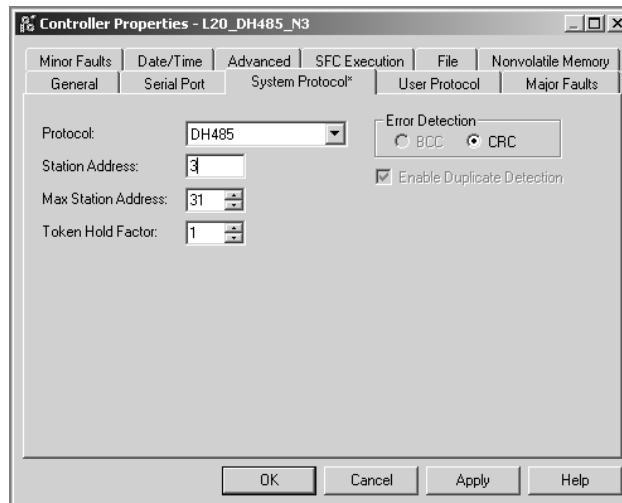 Controller Properties - L20_DH485_N3
Minor Faults Date/Time Advanced SFC Execution File Nonvolatile Memory
General Serial Port System Protocol* User Protocol Major Faults
Protocol: DH485
Error Detection
BCC CRC
Station Address: 3
Enable Duplicate Detection
Max Station Address: 31
Token Hold Factor: 1
OK Cancel Apply Help